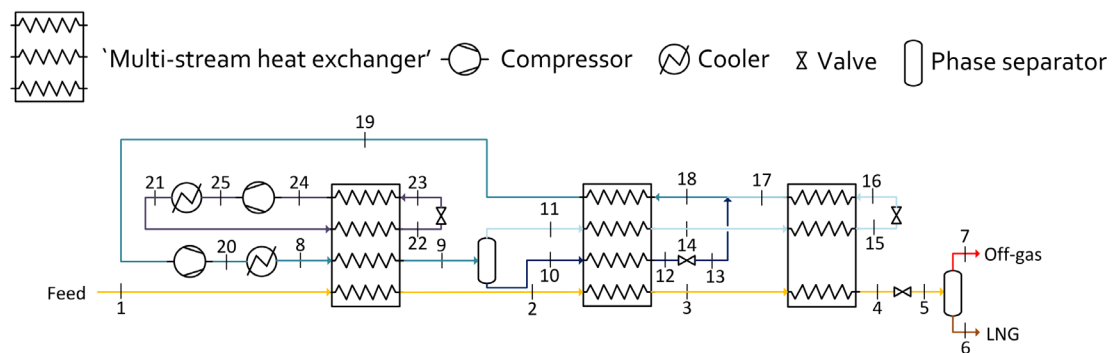 'Multi-stream heat exchanger' Compressor Cooler Valve Phase separator
19
21 25 24 23 18 17 16
22 11 15
20 8 9 14 7 Off-gas
10 12 13
Feed
1 2 3 4 5
6 LNG